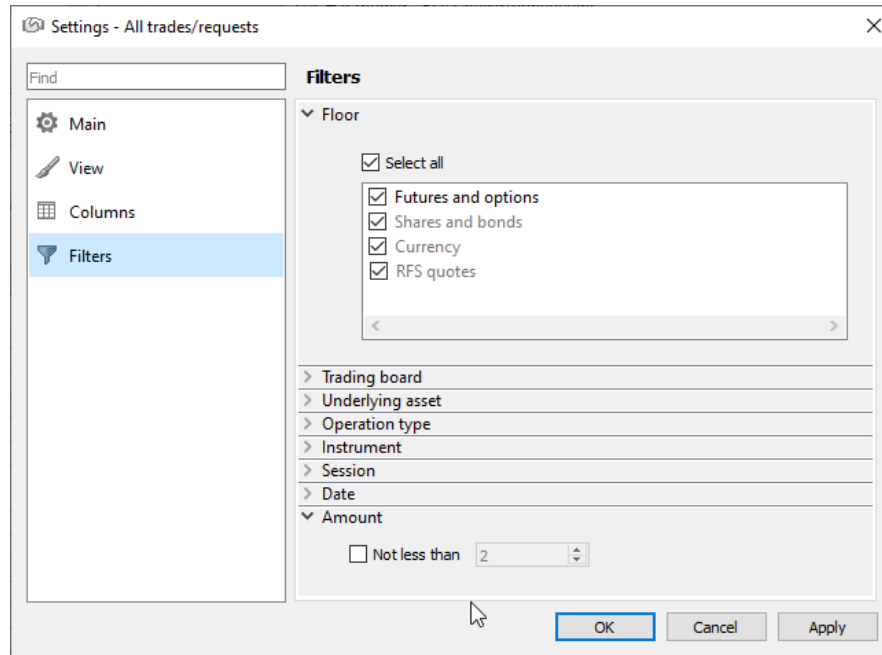 Settings - All trades/requests
Find
Main
View
Columns
Filters
Filters
Floor
Select all
Futures and options
Shares and bonds
Currency
RFS quotes
Trading board
Underlying asset
Operation type
Instrument
Session
Date
Amount
Not less than 2
OK Cancel Apply